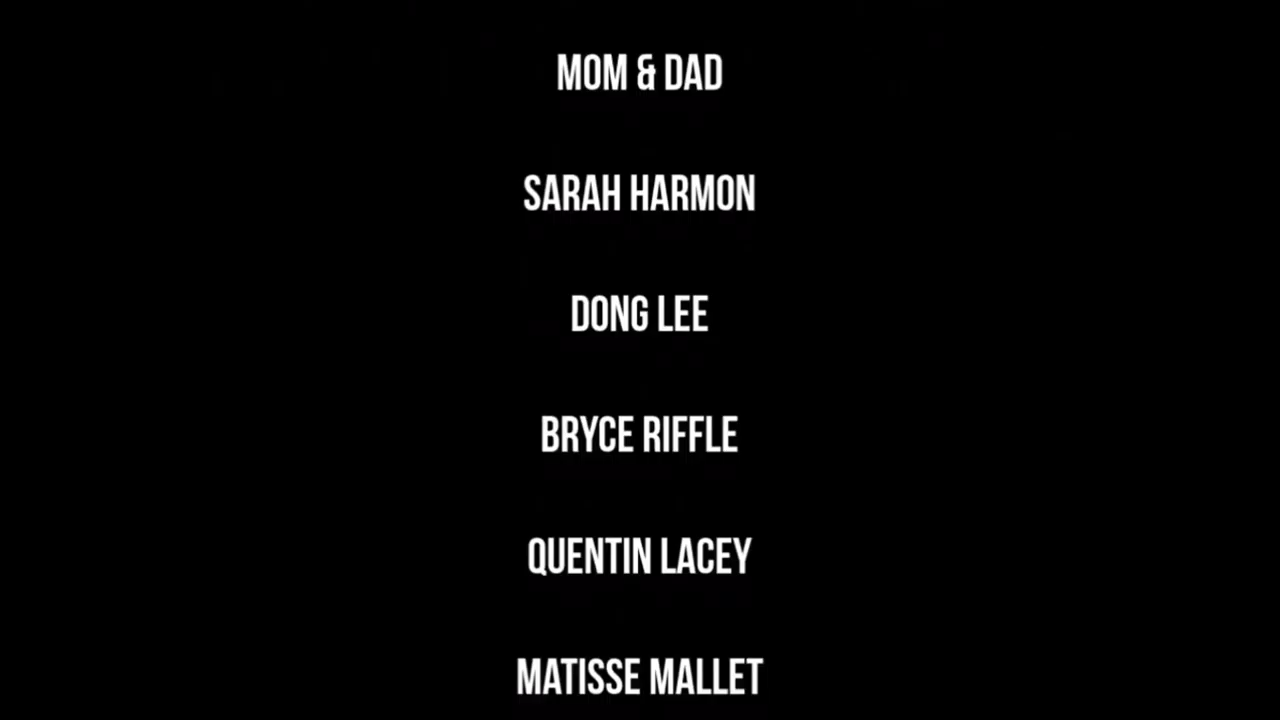 MOM & DAD
SARAH HARMON
DONG LEE
BRYCE RIFFLE
QUENTIN LACEY
MATISSE MALLET